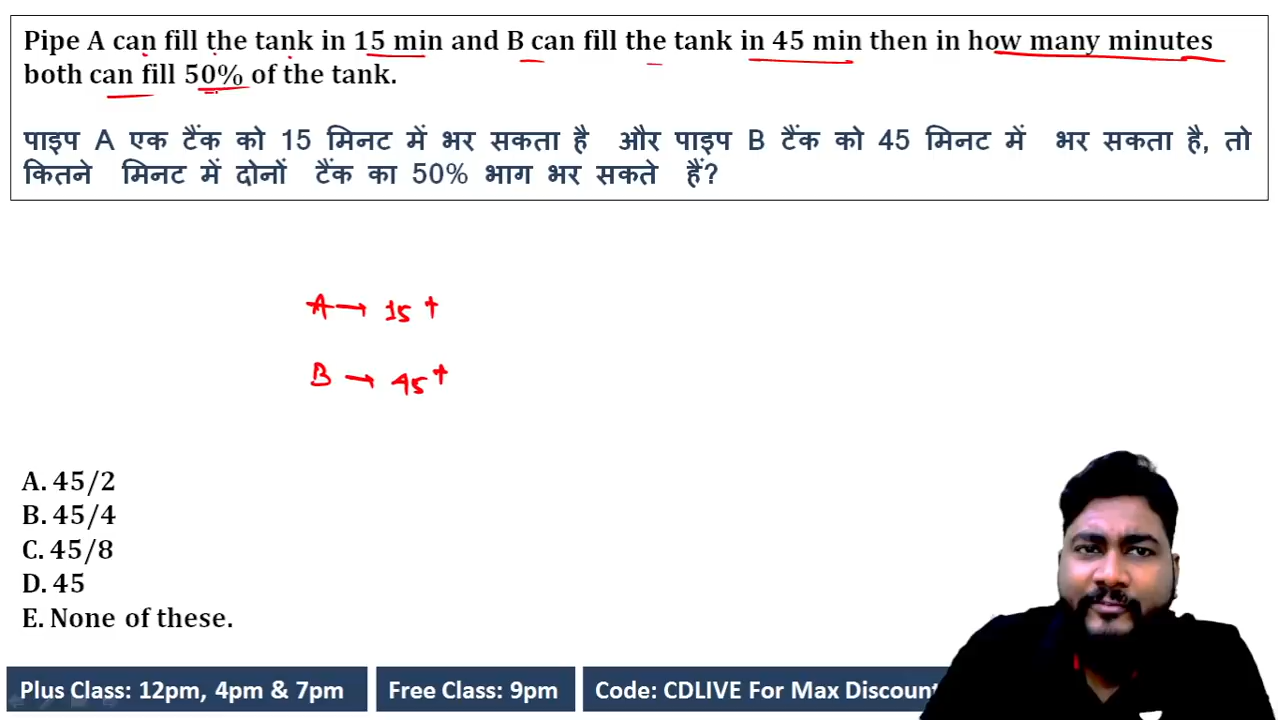 Pipe A can fill the tank in 15 min and B can fill the tank in 45 min then in how many minutes
both can fill 50% of the tank.
पाइप A एक टैंक को 15 मिनट में भर सकता है और पाइप B टैंक को 45 मिनट में भर सकता है, तो
कितने मिनट में दोनों टैंक का 50% भाग भर सकते हैं?
A → 15 +
B → 45 +
A. 45/2
B. 45/4
C. 45/8
D. 45
E. None of these.
Plus Class: 12pm, 4pm & 7pm
Free Class: 9pm
Code: CDLIVE For Max Discount